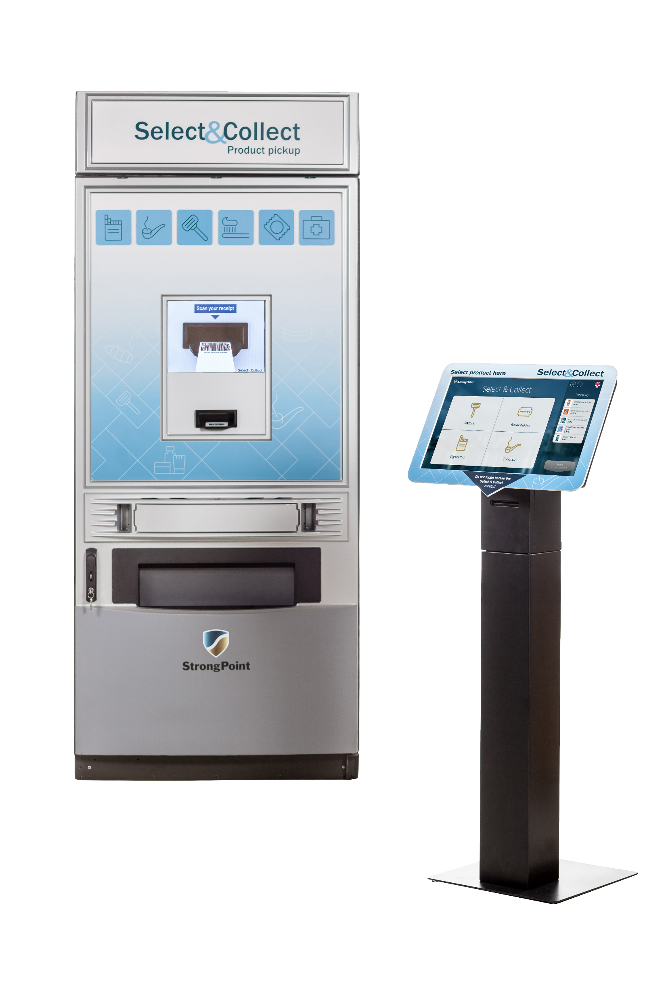 Select&Collect
Product pickup
Scan your receipt
Select Collect
StrongPoint
Select product here
Select&Collect
StrongPoint
Select & Collect
Top 5 today
Razors
Razor blades
Cigarettes
Tobacco
Print
Do not forget to take the
Select & Collect
receipt!